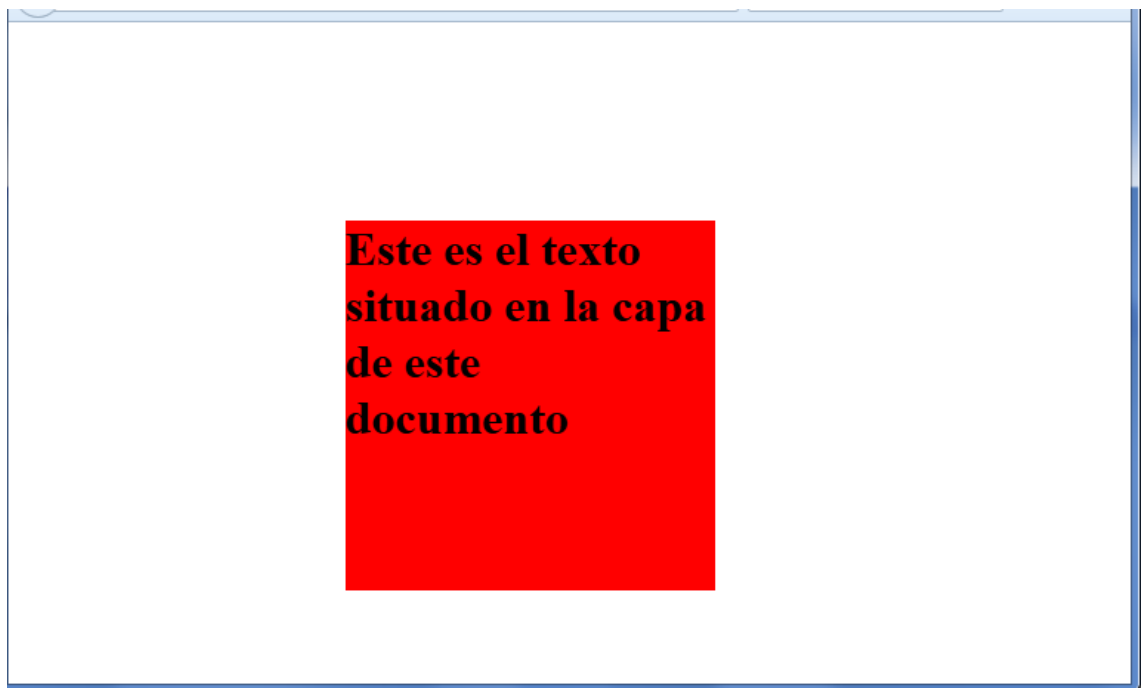 Este es el texto
situado en la capa
de este
documento